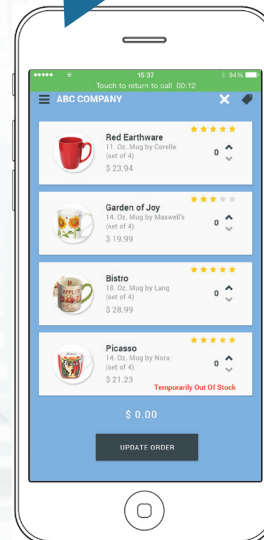 15:37
94%
Touch to return to call 00:12
ABC COMPANY
Red Earthware
11. Oz. Mug by Corelle
(set of 4)
$ 23.94
0
Garden of Joy
14. Oz. Mug by Maxwell's
(set of 4)
$ 19.99
0
Bistro
18. Oz. Mug by Lang
(set of 4)
$ 28.99
0
Picasso
14. Oz. Mug by Nora
(set of 4)
$ 21.23
0
Temporarily Out Of Stock
$ 0.00
UPDATE ORDER